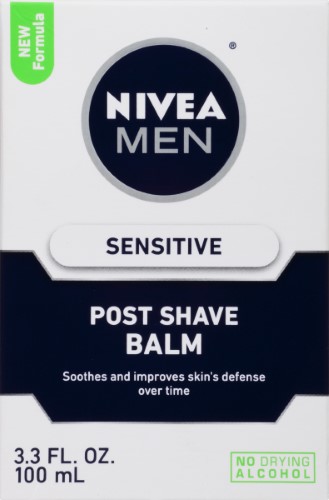 NEW
Formula
®
NIVEA
MEN
SENSITIVE
POST SHAVE
BALM
Soothes and improves skin's defense
over time
3.3 FL. OZ.
100 mL
NO DRYING
ALCOHOL